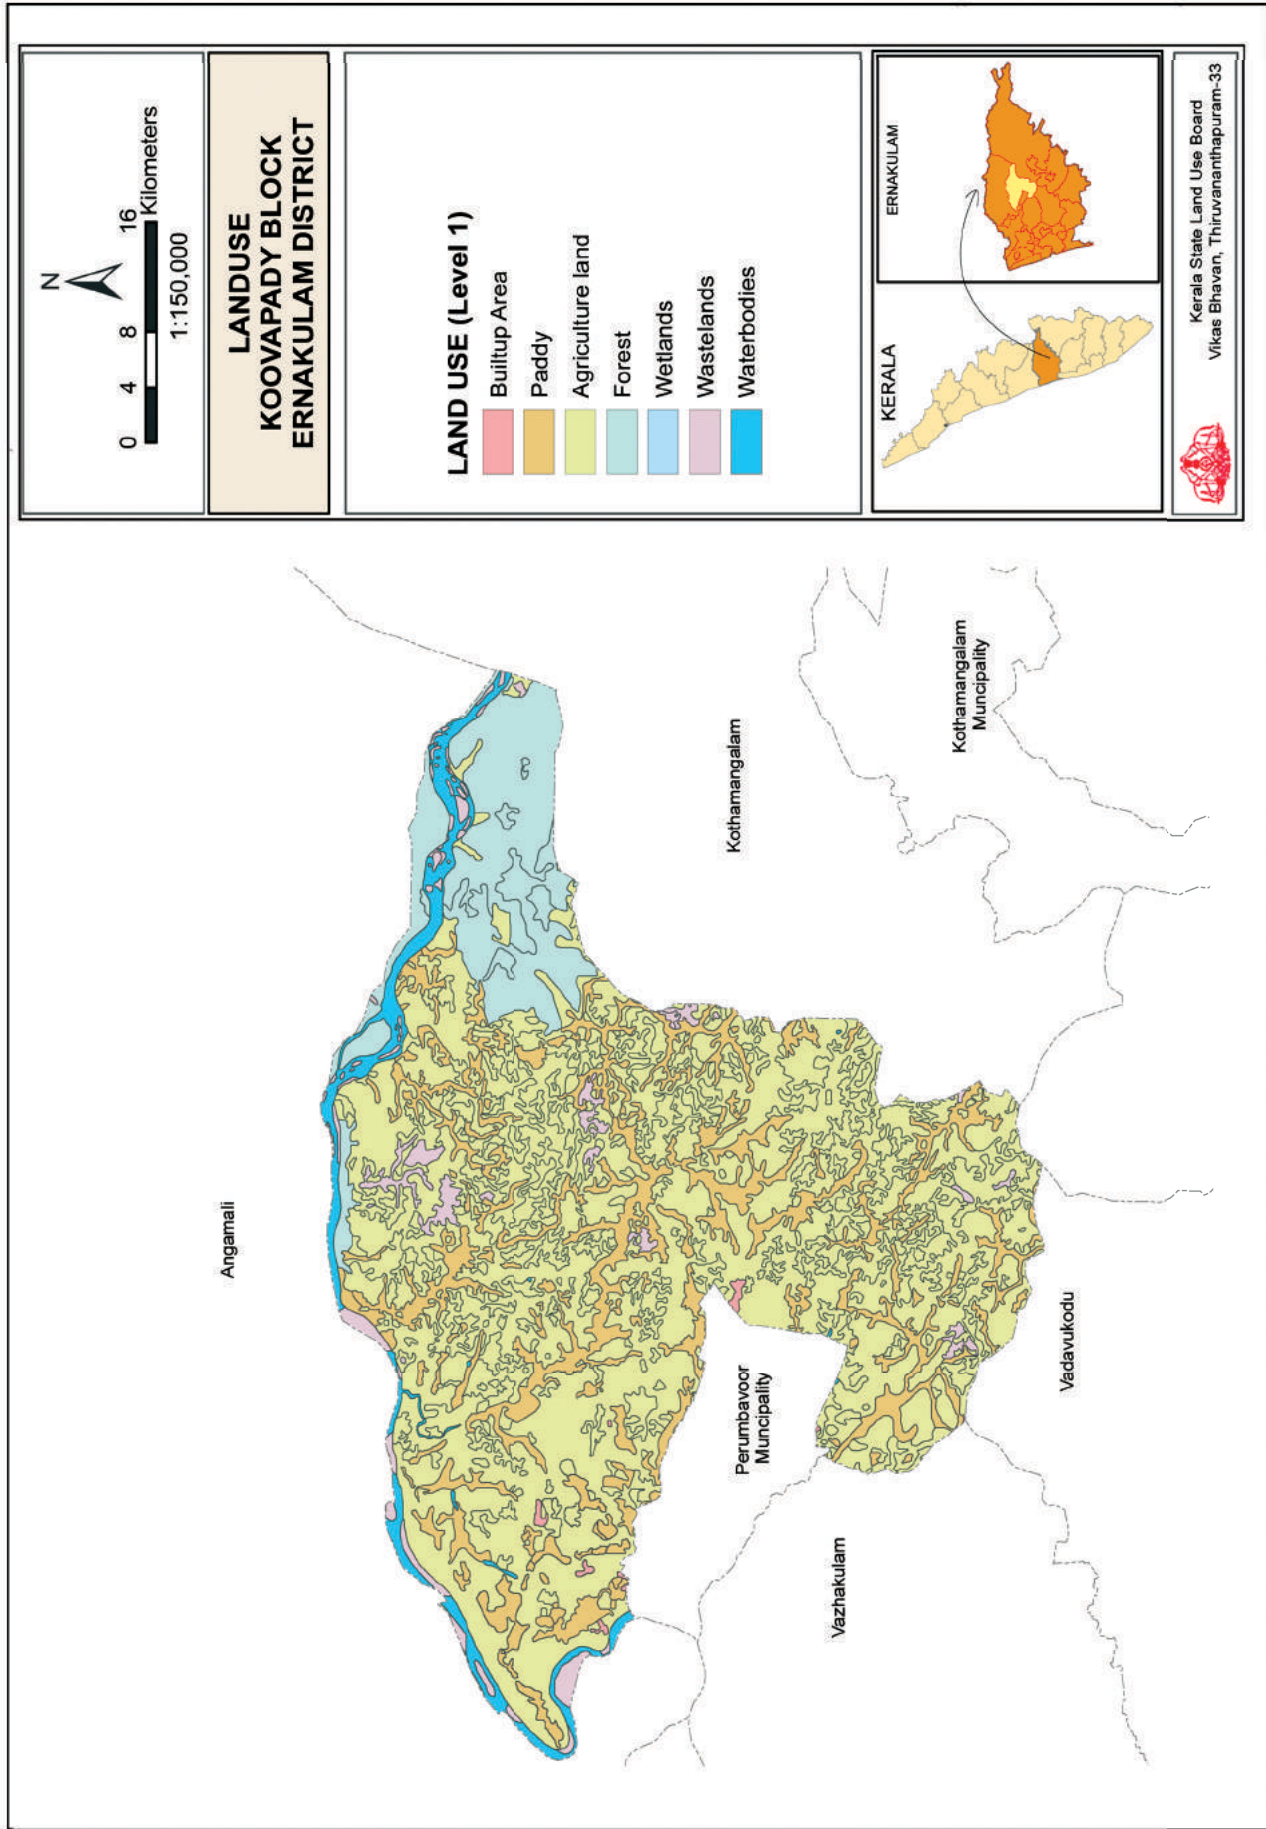 N
0 4 8 16
Kilometers
1:150,000
LANDUSE
KOOVAPADY BLOCK
ERNAKULAM DISTRICT
LAND USE (Level 1)
Builtup Area
Paddy
Agriculture land
Forest
Wetlands
Wastelands
Waterbodies
KERALA
ERNAKULAM
Kerala State Land Use Board
Vikas Bhavan, Thiruvananthapuram-33
Angamali
Kothamangalam
Kothamangalam
Muncipality
Perumbavoor
Muncipality
Vazhakulam
Vadavukodu